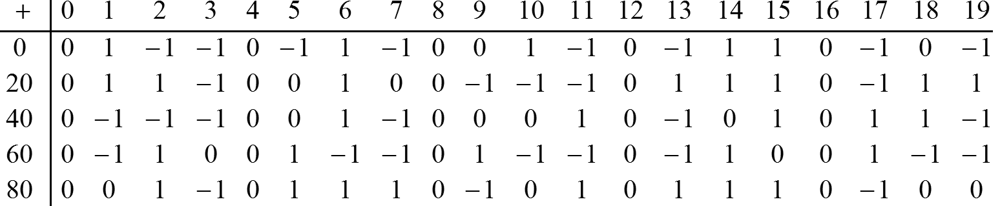 + 0 1 2 3 4 5 6 7 8 9 10 11 12 13 14 15 16 17 18 19
0 0 1 −1 −1 0 −1 1 −1 0 0 1 −1 0 −1 1 1 0 −1 0 −1
20 0 1 1 −1 0 0 1 0 0 −1 −1 −1 0 1 1 1 0 −1 1 1
40 0 −1 −1 −1 0 0 1 −1 0 0 0 1 0 −1 0 1 0 1 1 −1
60 0 −1 1 0 0 1 −1 −1 0 1 −1 −1 0 −1 1 0 0 1 −1 −1
80 0 0 1 −1 0 1 1 1 0 −1 0 1 0 1 1 1 0 −1 0 0